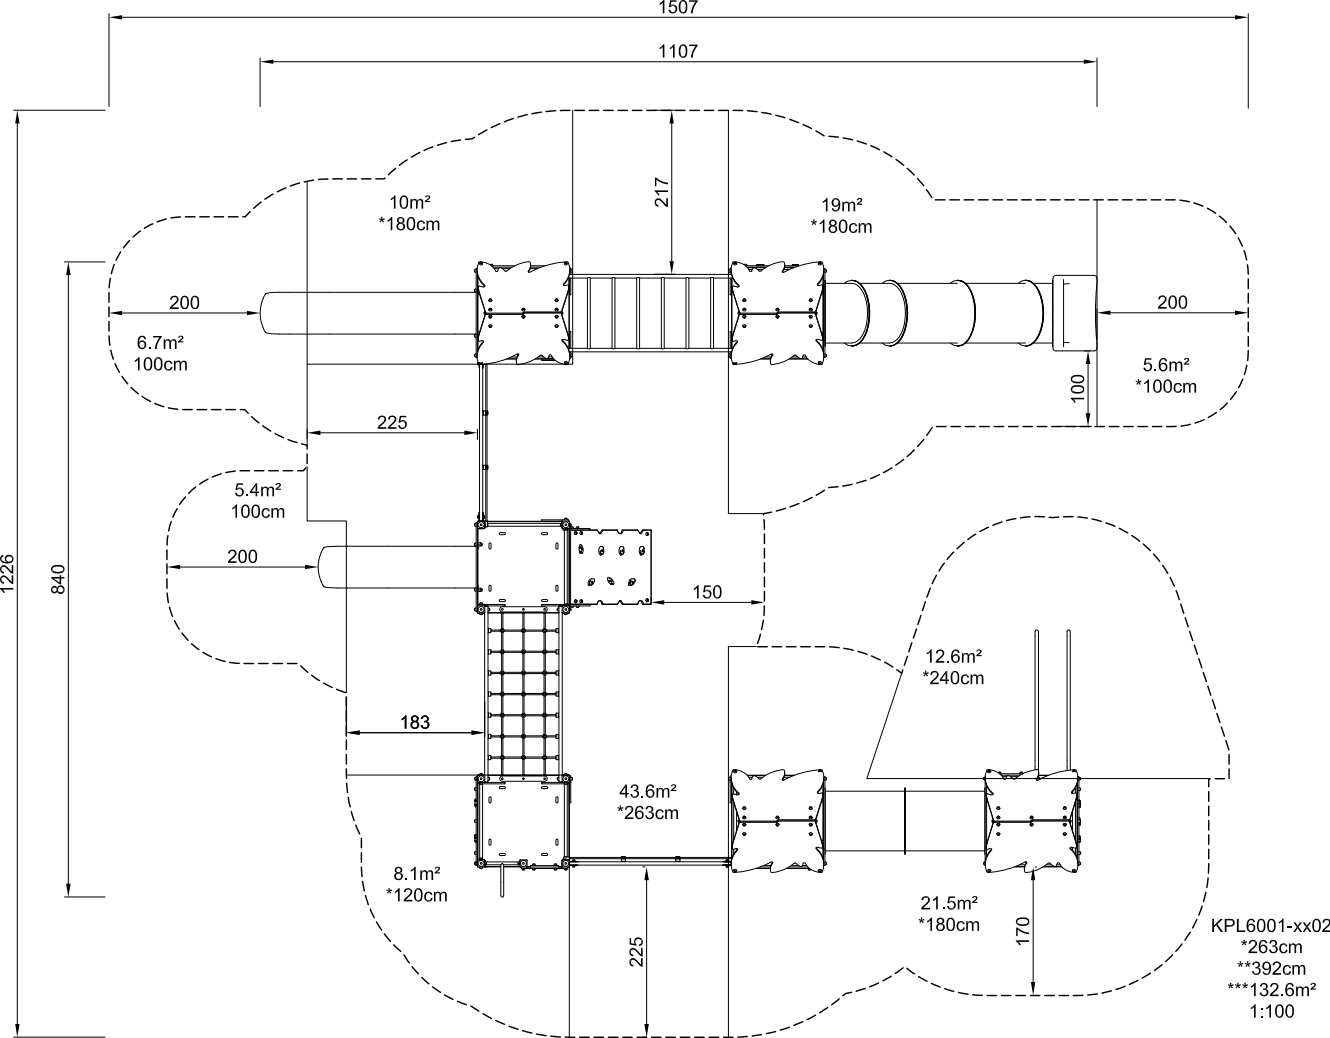 1507
1107
217
10m²
*180cm
19m²
*180cm
200
200
6.7m²
100cm
5.6m²
*100cm
100
225
5.4m²
100cm
200
1226
840
150
12.6m²
*240cm
183
43.6m²
*263cm
8.1m²
*120cm
21.5m²
*180cm
170
225
KPL6001-xx02
*263cm
**392cm
***132.6m²
1:100